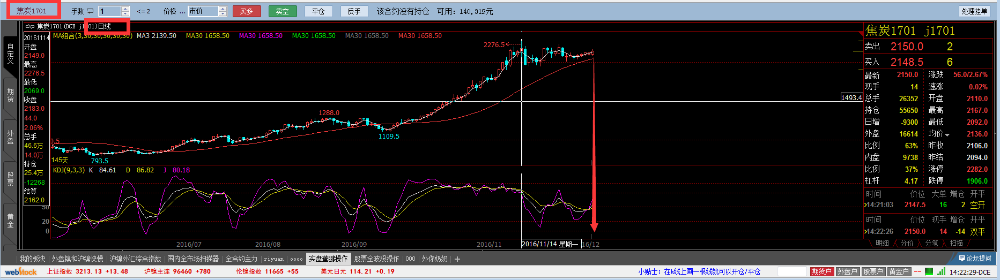 焦炭1701 手数 1 <=2 价格 ... 市价 买多 卖空 平仓 反手 该合约没有持仓 可用: 140,319元 处理挂单
焦炭1701(DCE j1701)日线
MA组合(3,30,30,30,30,30) MA3 2139.50 MA30 1658.50 MA30 1658.50 MA30 1658.50 MA30 1658.50 MA30 1658.50
自定义
期货
外盘
股票
黄金
20161114
开盘
2149.0
最高
2276.5
最低
2069.0
收盘
2183.0
44.0
2.06%
总手
46.6万
14.0万
持仓
25.4万
-12268
结算
2162.0
2276.5
1493.4
1288.0
1109.5
0.5
793.5
145天
KDJ(9,3,3) K 84.61 D 86.82 J 80.18
50
20
0
2016/07 2016/08 2016/09 2016/11 2016/11/14 星期一 16/12
焦炭1701 j1701
卖出 2150.0 2
买入 2148.5 6
最新 2150.0 涨跌 56.0/2.67%
现手 14 速涨 0.02%
总手 26352 开盘 2110.0
持仓 55650 最高 2167.0
日增 -9300 最低 2092.0
外盘 16614 均价 2136.0
比例 63% 昨收 2106.0
内盘 9738 昨结 2094.0
比例 37% 涨停 2282.0
杠杆 4.17 跌停 1906.0
时间 价位 大单 增仓 开平
14:21:03 2147.5 16 2 空开
时间 价位 现手 增仓 开平
14:22:26 2150.0 14 -14 双平
明细 分价 分笔 扫描
我的板块 外盘镍和沪镍快慢 沪镍外汇综合指数 国内全市场扫描器 全合约主力 riyuan oooo 实盘董鹏操作 股票全波段操作 000 外你奶奶 +
论坛提问
webStock 上证指数 3213.13 +13.48 沪镍主连 96460 +780 伦镍指数 11665 +55 美元日元 114.21 +0.19 小贴士: 在k线上画一根线就可以开仓/平仓 期货户 外盘户 股票户 黄金户 -- 14:22:29-DCE